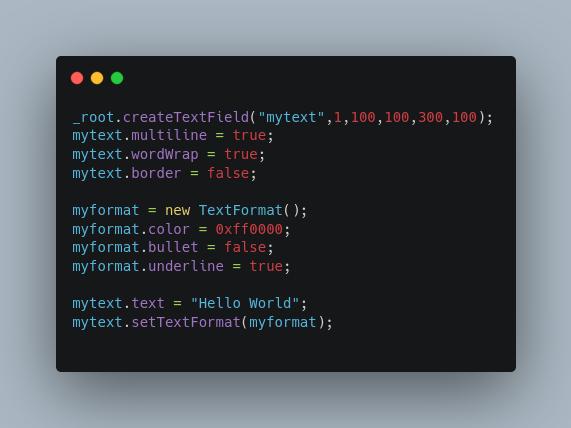 _root.createTextField("mytext",1,100,100,300,100);
mytext.multiline = true;
mytext.wordWrap = true;
mytext.border = false;
myformat = new TextFormat();
myformat.color = 0xff0000;
myformat.bullet = false;
myformat.underline = true;
mytext.text = "Hello World";
mytext.setTextFormat(myformat);